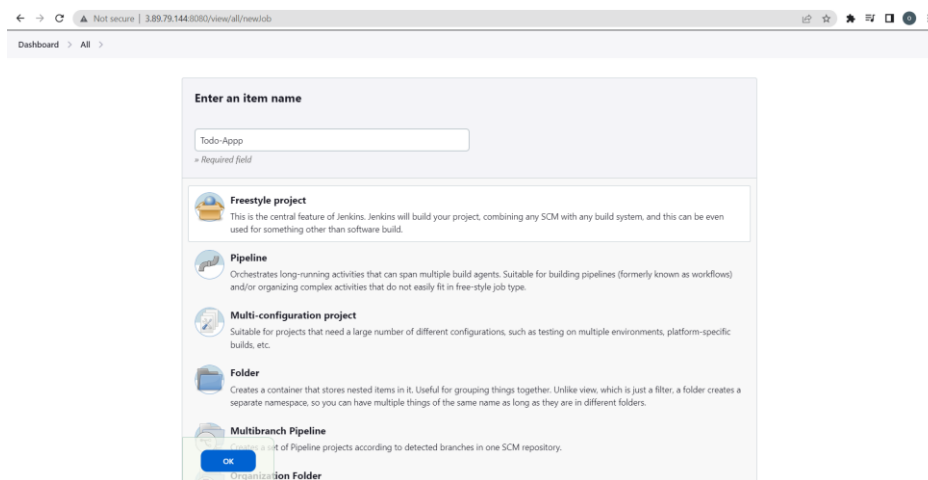 Not secure | 3.89.79.144:8080/view/all/newJob
Dashboard > All >
Enter an item name
Todo-Appp
» Required field
Freestyle project
This is the central feature of Jenkins. Jenkins will build your project, combining any SCM with any build system, and this can be even
used for something other than software build.
Pipeline
Orchestrates long-running activities that can span multiple build agents. Suitable for building pipelines (formerly known as workflows)
and/or organizing complex activities that do not easily fit in free-style job type.
Multi-configuration project
Suitable for projects that need a large number of different configurations, such as testing on multiple environments, platform-specific
builds, etc.
Folder
Creates a container that stores nested items in it. Useful for grouping things together. Unlike view, which is just a filter, a folder creates a
separate namespace, so you can have multiple things of the same name as long as they are in different folders.
Multibranch Pipeline
Creates a set of Pipeline projects according to detected branches in one SCM repository.
OK
Organization Folder